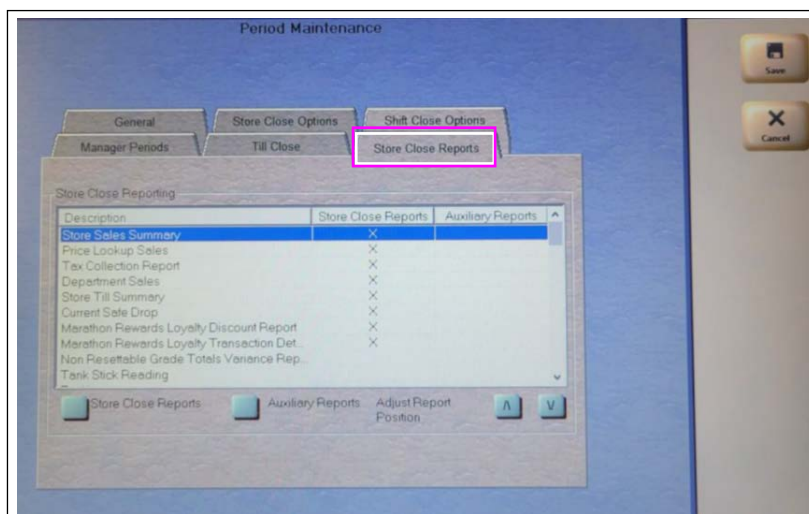 Period Maintenance
Save
Cancel
General
Store Close Options
Shift Close Options
Manager Periods
Till Close
Store Close Reports
Store Close Reporting
Description Store Close Reports Auxiliary Reports
Store Sales Summary X
Price Lookup Sales X
Tax Collection Report X
Department Sales X
Store Till Summary X
Current Safe Drop X
Marathon Rewards Loyalty Discount Report X
Marathon Rewards Loyalty Transaction Det... X
Non Resettable Grade Totals Variance Rep...
Tank Stick Reading
Store Close Reports
Auxiliary Reports
Adjust Report
Position